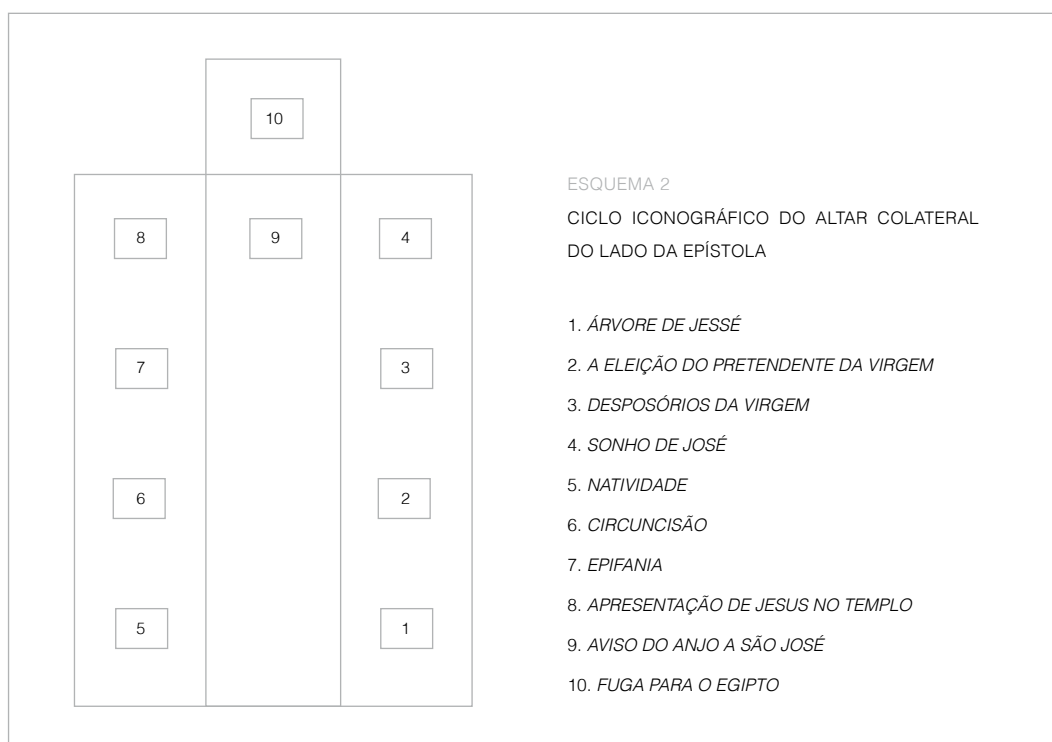 10
8
9
4
7
3
6
2
5
1
ESQUEMA 2
CICLO ICONOGRÁFICO DO ALTAR COLATERAL
DO LADO DA EPÍSTOLA
1. ÁRVORE DE JESSÉ
2. A ELEIÇÃO DO PRETENDENTE DA VIRGEM
3. DESPOSÓRIOS DA VIRGEM
4. SONHO DE JOSÉ
5. NATIVIDADE
6. CIRCUNCISÃO
7. EPIFANIA
8. APRESENTAÇÃO DE JESUS NO TEMPLO
9. AVISO DO ANJO A SÃO JOSÉ
10. FUGA PARA O EGIPTO